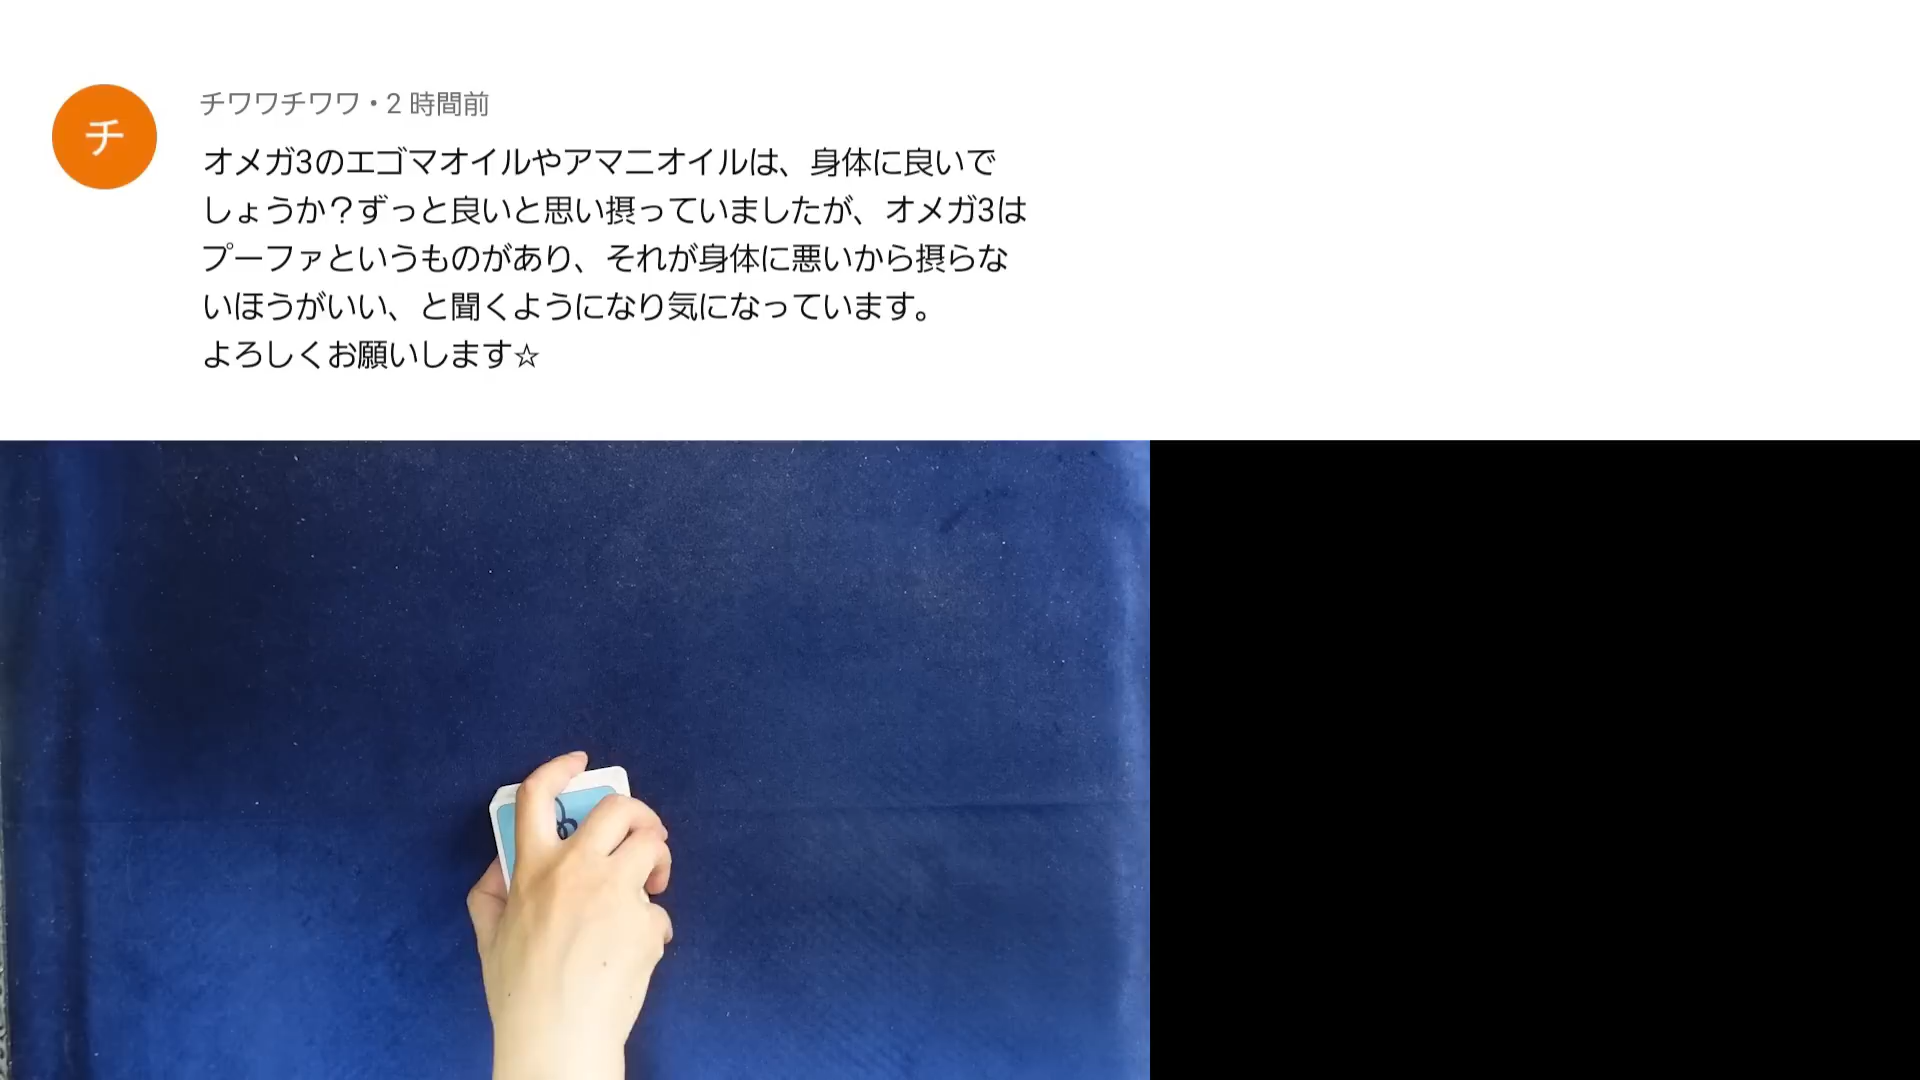 チ
チワワチワワ • 2 時間前
オメガ3のエゴマオイルやアマニオイルは、身体に良いで
しょうか？ずっと良いと思い摂っていましたが、オメガ3は
プーファというものがあり、それが身体に悪いから摂らな
いほうがいい、と聞くようになり気になっています。
よろしくお願いします☆